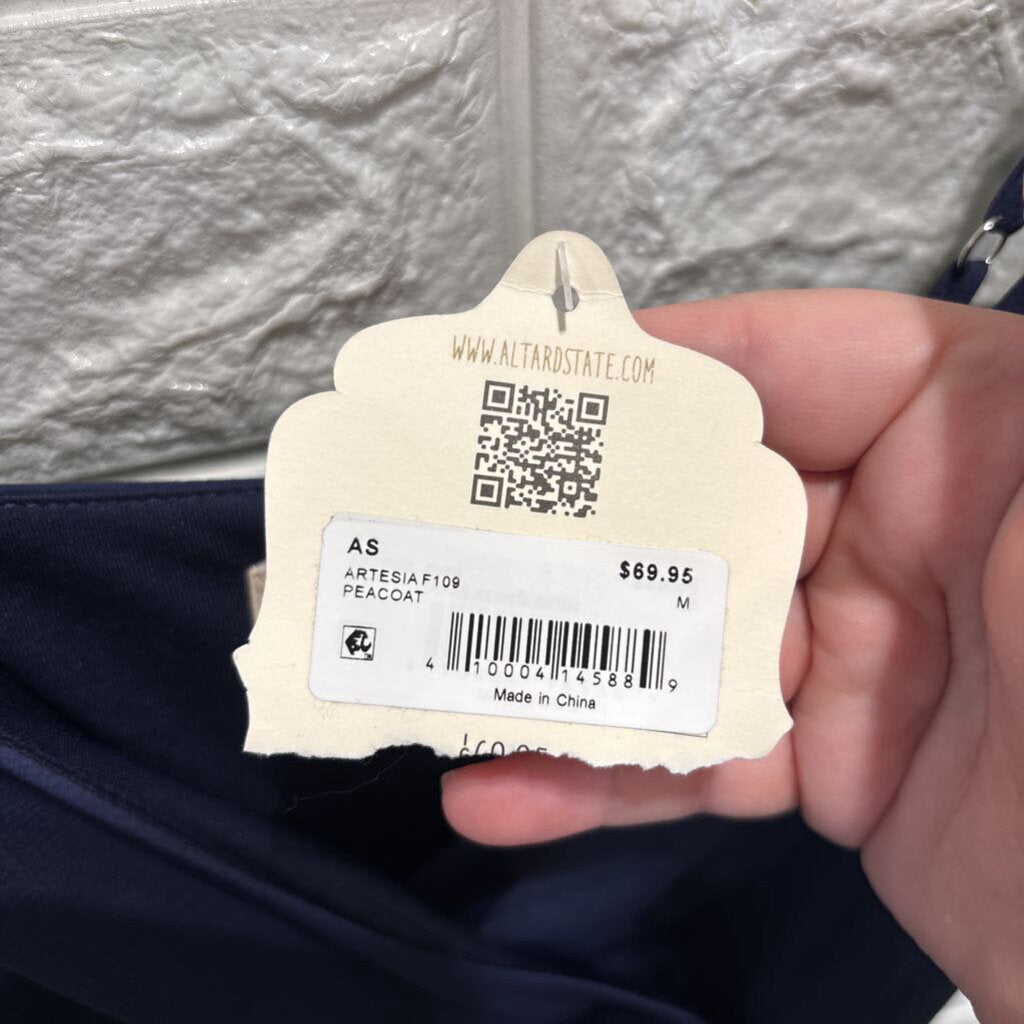 WWW.ALTARDSTATE.COM
AS
$69.95
ARTESIA F109
M
PEACOAT
4 10004 14588 9
Made in China